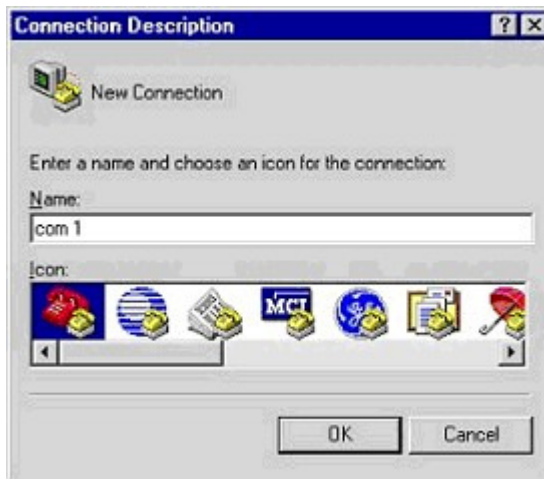 Connection Description
New Connection
Enter a name and choose an icon for the connection:
Name:
com 1
Icon:
MCI
OK
Cancel